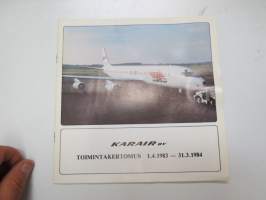 KARAIR oy
TOIMINTAKERTOMUS 1.4.1983 — 31.3.1984